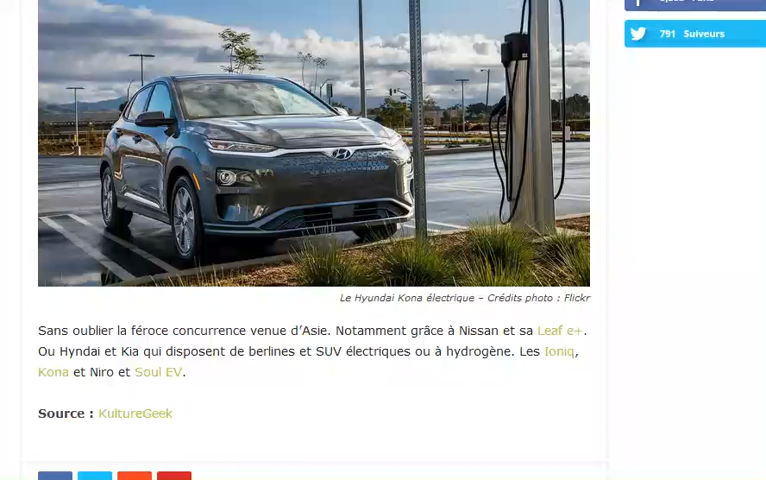 791 Suiveurs
Le Hyundai Kona électrique – Crédits photo : Flickr
Sans oublier la féroce concurrence venue d’Asie. Notamment grâce à Nissan et sa Leaf e+.
Ou Hyndai et Kia qui disposent de berlines et SUV électriques ou à hydrogène. Les Ioniq,
Kona et Niro et Soul EV.
Source : KultureGeek